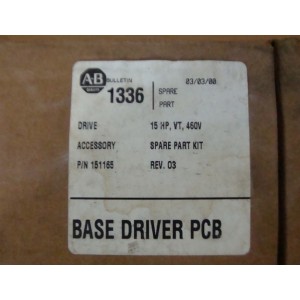 A-B BULLETIN 1336 SPARE PART 03/03/00
DRIVE 15 HP, VT, 460V
ACCESSORY SPARE PART KIT
P/N 151165 REV. 03
BASE DRIVER PCB